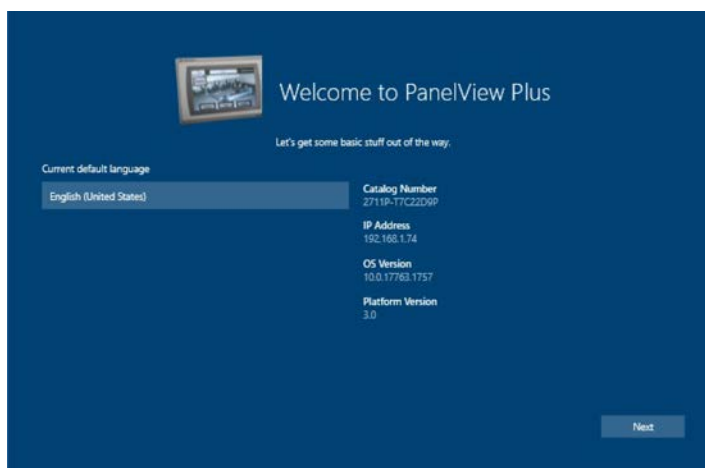 Welcome to PanelView Plus
Let's get some basic stuff out of the way.
Current default language
English (United States)
Catalog Number
2711P-T7C22D9P
IP Address
192.168.1.74
OS Version
10.0.17763.1757
Platform Version
3.0
Next